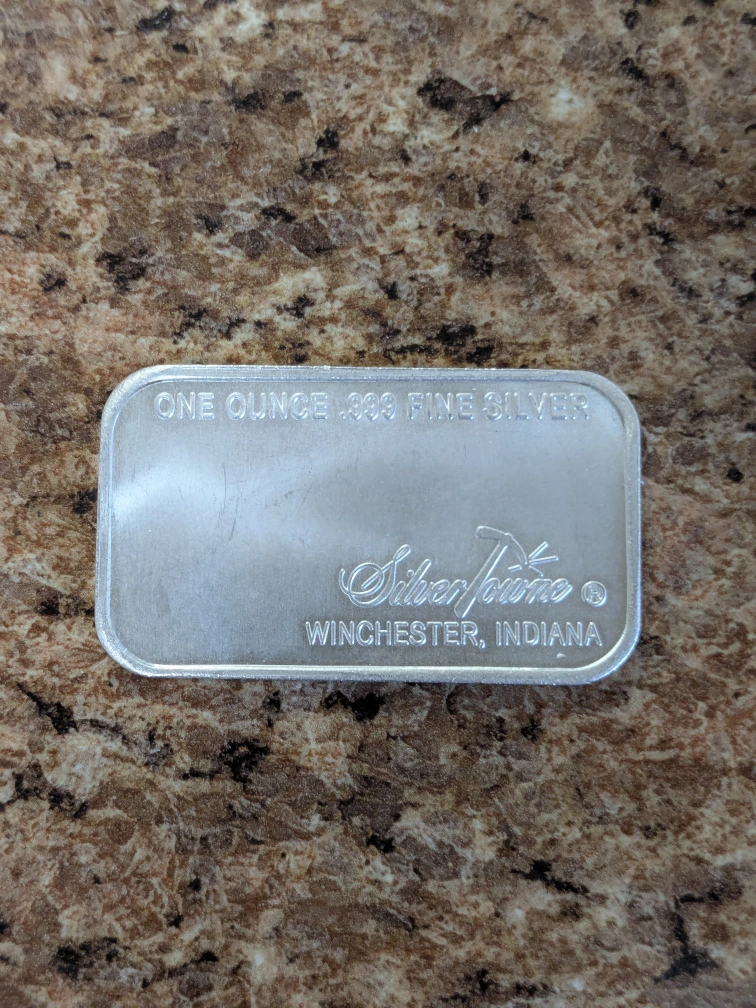 ONE OUNCE .999 FINE SILVER
SilverTowne ®
WINCHESTER, INDIANA